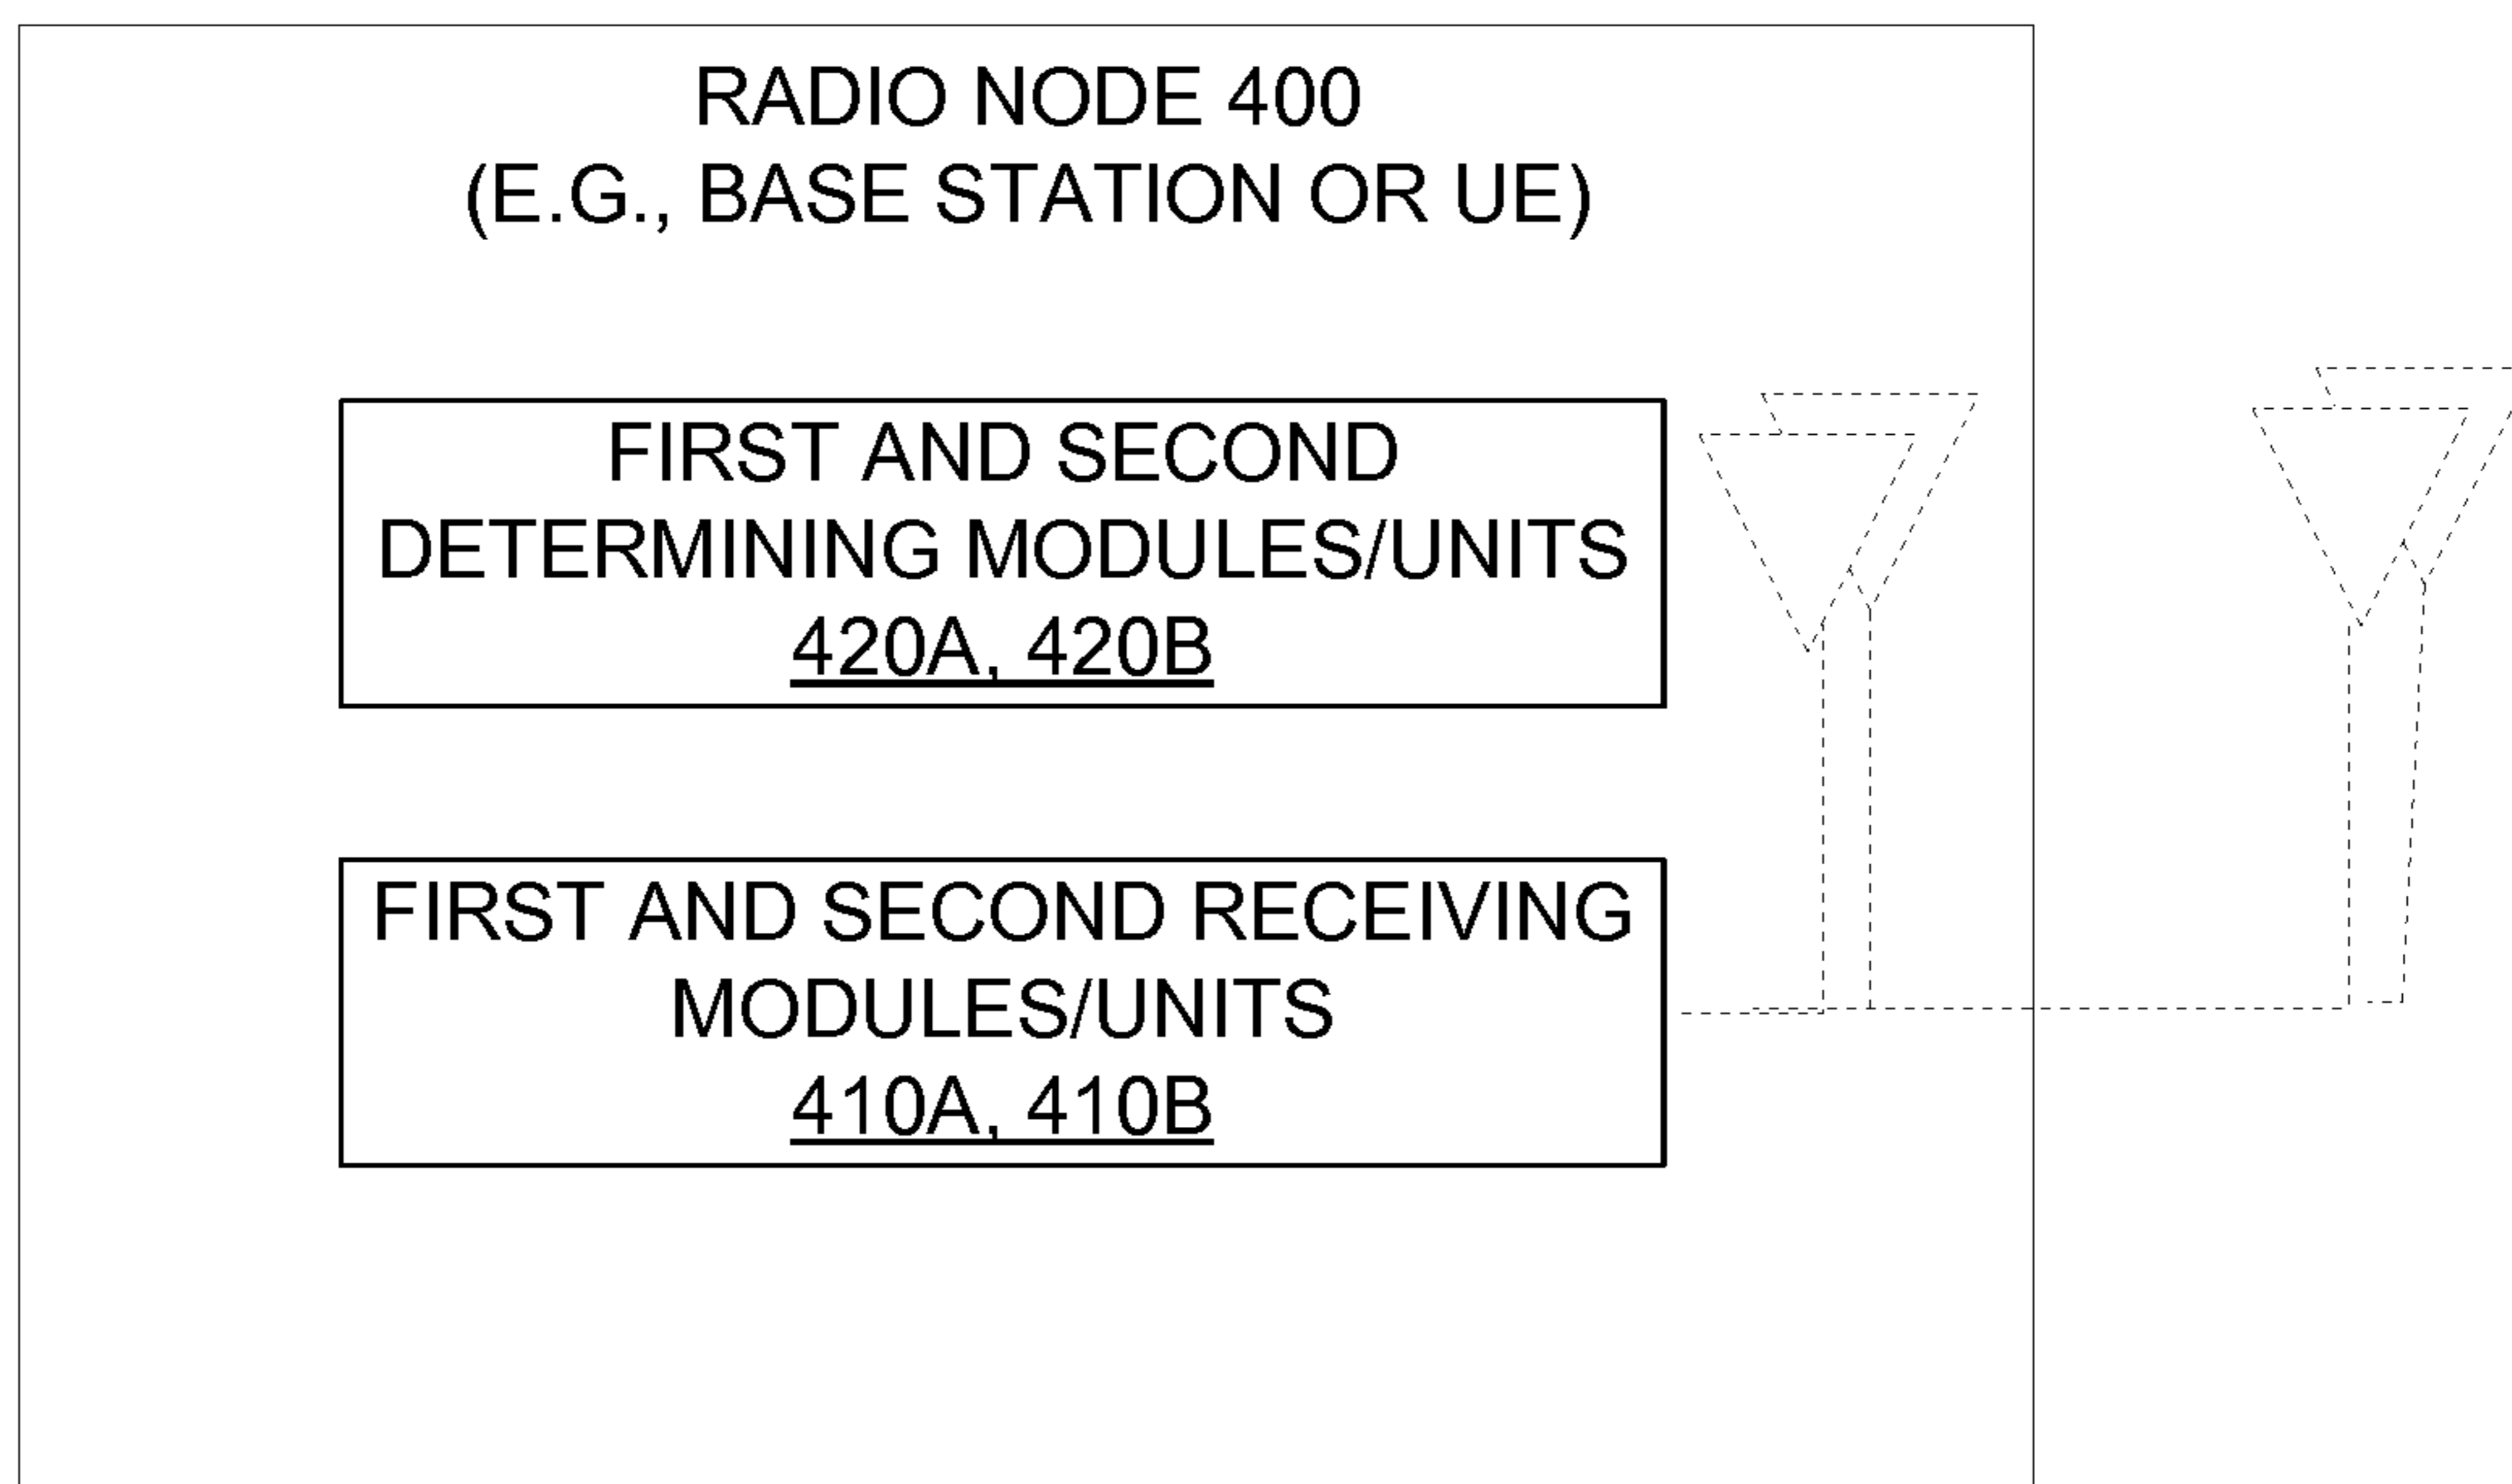 RADIO NODE 400
(E.G., BASE STATION OR UE)
FIRST AND SECOND
DETERMINING MODULES/UNITS
420A, 420B
FIRST AND SECOND RECEIVING
MODULES/UNITS
410A, 410B